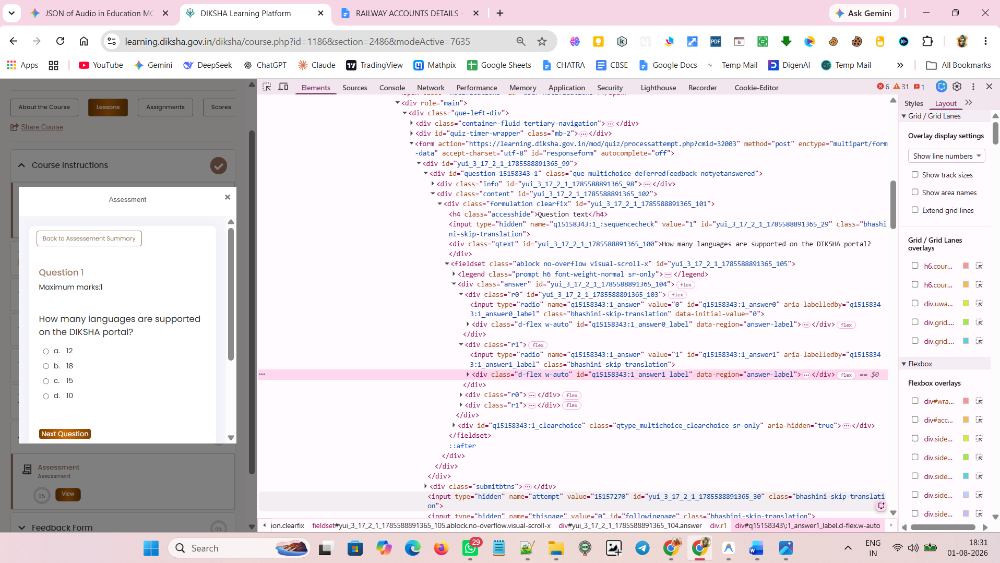 JSON of Audio in Education MC
DIKSHA Learning Platform
RAILWAY ACCOUNTS DETAILS -
Ask Gemini
learning.diksha.gov.in/diksha/course.php?id=1186&section=2486&modeActive=7635
Apps
YouTube
Gemini
DeepSeek
ChatGPT
Claude
TradingView
Mathpix
Google Sheets
CHATRA
CBSE
Google Docs
Temp Mail
DigenAI
Temp Mail
All Bookmarks
About the Course
Lessons
Assignments
Scores
Share Course
Course Instructions
Assessment
Back to Assessement Summary
Question 1
Maximum marks:1
How many languages are supported
on the DIKSHA portal?
a. 12
b. 18
c. 15
d. 10
Next Question
Assessment
Assessment
0%
View
Feedback Form
0%
Elements
Sources
Console
Network
Performance
Memory
Application
Security
Lighthouse
Recorder
Cookie-Editor
6
31
1
<div role="main">
<div class="que-left-div">
<div class="container-fluid tertiary-navigation">…</div>
<div id="quiz-timer-wrapper" class="mb-2">…</div>
<form action="https://learning.diksha.gov.in/mod/quiz/processattempt.php?cmid=32003" method="post" enctype="multipart/form
-data" accept-charset="utf-8" id="responseform" autocomplete="off">
<div id="yui_3_17_2_1_1785588891365_99">
<div id="question-15158343-1" class="que multichoice deferredfeedback notyetanswered">
<div class="info" id="yui_3_17_2_1_1785588891365_98">…</div>
<div class="content" id="yui_3_17_2_1_1785588891365_102">
<div class="formulation clearfix" id="yui_3_17_2_1_1785588891365_101">
<h4 class="accesshide">Question text</h4>
<input type="hidden" name="q15158343:1_:sequencecheck" value="1" id="yui_3_17_2_1_1785588891365_29" class="bhashi
ni-skip-translation">
<div class="qtext" id="yui_3_17_2_1_1785588891365_100">How many languages are supported on the DIKSHA portal?
</div>
<fieldset class="ablock no-overflow visual-scroll-x" id="yui_3_17_2_1_1785588891365_105">
<legend class="prompt h6 font-weight-normal sr-only">…</legend>
<div class="answer" id="yui_3_17_2_1_1785588891365_104"> flex
<div class="r0" id="yui_3_17_2_1_1785588891365_103"> flex
<input type="radio" name="q15158343:1_answer" value="0" id="q15158343:1_answer0" aria-labelledby="q1515834
3:1_answer0_label" class="bhashini-skip-translation" data-initial-value="0">
<div class="d-flex w-auto" id="q15158343:1_answer0_label" data-region="answer-label">…</div> flex
</div>
<div class="r1"> flex
<input type="radio" name="q15158343:1_answer" value="1" id="q15158343:1_answer1" aria-labelledby="q1515834
3:1_answer1_label" class="bhashini-skip-translation">
<div class="d-flex w-auto" id="q15158343:1_answer1_label" data-region="answer-label">…</div> flex == $0
</div>
<div class="r0">…</div> flex
<div class="r1">…</div> flex
</div>
<div id="q15158343:1_clearchoice" class="qtype_multichoice_clearchoice sr-only" aria-hidden="true">…</div>
</fieldset>
::after
</div>
</div>
</div>
<div class="submitbtns">…</div>
<input type="hidden" name="attempt" value="15157270" id="yui_3_17_2_1_1785588891365_30" class="bhashini-skip-translati
on">
<input type="hidden" name="thispage" value="0" id="followingpage" class="bhashini-skip-translation">
ion.clearfix
fieldset#yui_3_17_2_1_1785588891365_105.ablock.no-overflow.visual-scroll-x
div#yui_3_17_2_1_1785588891365_104.answer
div.r1
div#q15158343\:1_answer1_label.d-flex.w-auto
Styles
Layout
Grid / Grid Lanes
Overlay display settings
Show line numbers
Show track sizes
Show area names
Extend grid lines
Grid / Grid Lanes
overlays
h6.cour...
h6.cour...
div.uwa...
div.grid....
div.grid....
Flexbox
Flexbox overlays
div#wra...
div#acc...
div.side...
div.side...
div.side...
div.side...
div.side...
Search
29
ENG
IN
18:31
01-08-2026